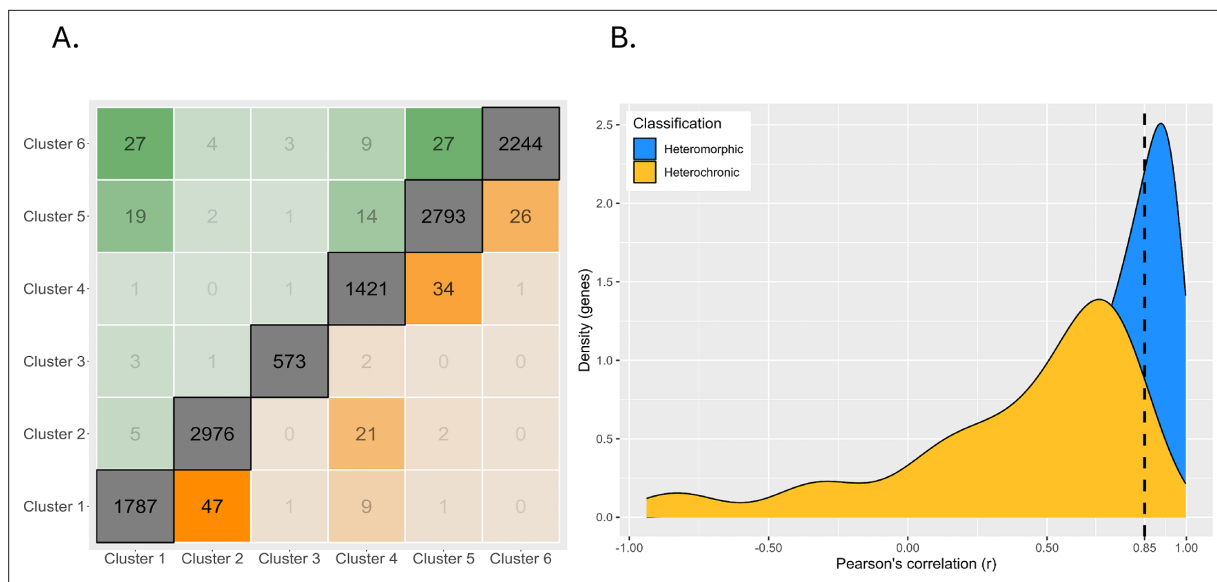 A.
B.
Cluster 6 27 4 3 9 27 2244
Cluster 5 19 2 1 14 2793 26
Cluster 4 1 0 1 1421 34 1
Cluster 3 3 1 573 2 0 0
Cluster 2 5 2976 0 21 2 0
Cluster 1 1787 47 1 9 1 0
Cluster 1 Cluster 2 Cluster 3 Cluster 4 Cluster 5 Cluster 6
Classification
Heteromorphic
Heterochronic
Density (genes)
2.5
2.0
1.5
1.0
0.5
0.0
-1.00 -0.50 0.00 0.50 0.85 1.00
Pearson's correlation (r)